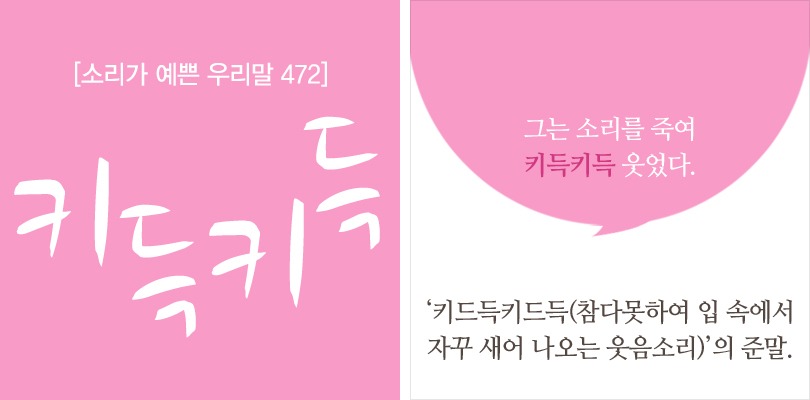 [소리가 예쁜 우리말 472]
키득키득
그는 소리를 죽여
키득키득 웃었다.
‘키드득키드득(참다못하여 입 속에서
자꾸 새어 나오는 웃음소리)’의 준말.